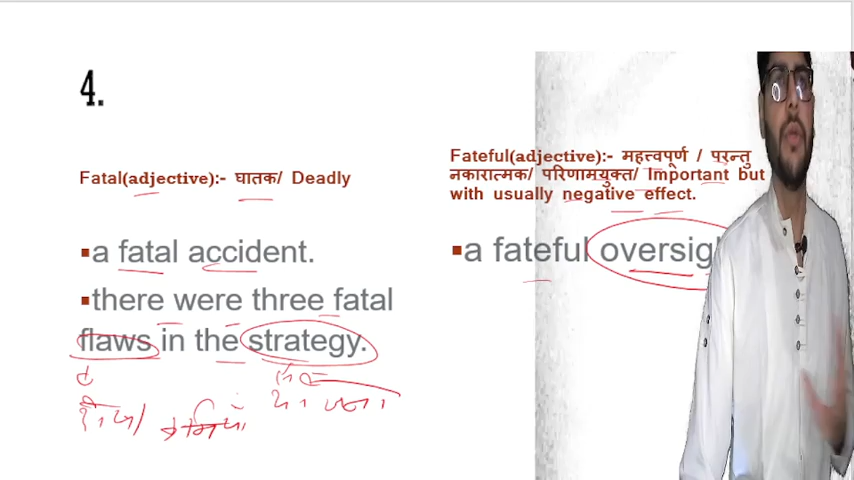 4.
Fatal(adjective):- घातक/ Deadly
▪a fatal accident.
▪there were three fatal
flaws in the strategy.
Fateful(adjective):- महत्त्वपूर्ण / परन्तु
नकारात्मक/ परिणामयुक्त/ Important but
with usually negative effect.
▪a fateful